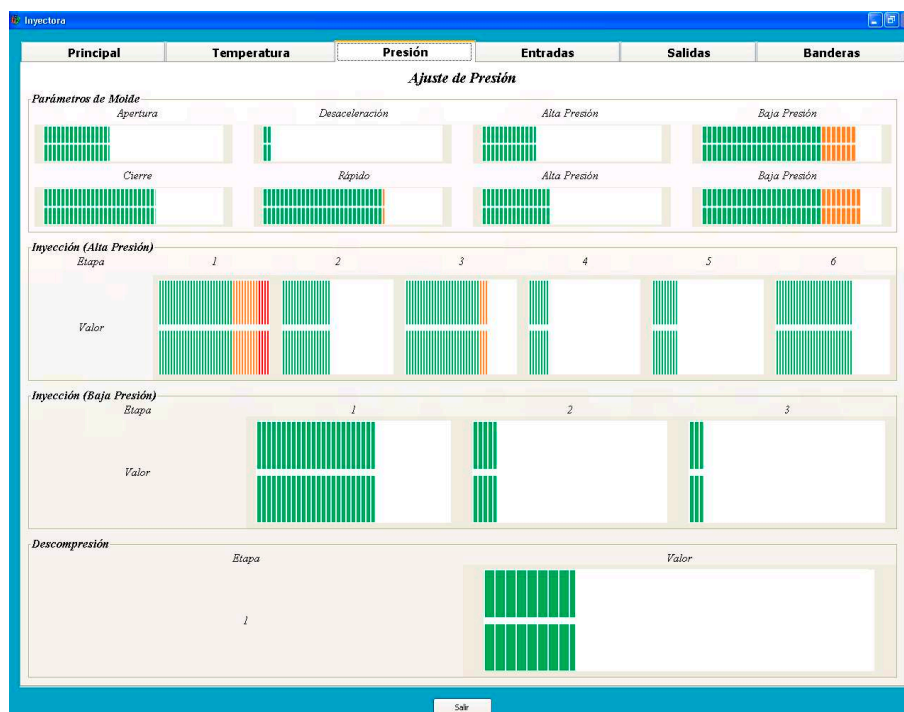 Inyectora
Principal Temperatura Presión Entradas Salidas Banderas
Ajuste de Presión
Parámetros de Molde
Apertura Desaceleración Alta Presión Baja Presión
Cierre Rápido Alta Presión Baja Presión
Inyección (Alta Presión)
Etapa 1 2 3 4 5 6
Valor
Inyección (Baja Presión)
Etapa 1 2 3
Valor
Descompresión
Etapa Valor
1
Salir